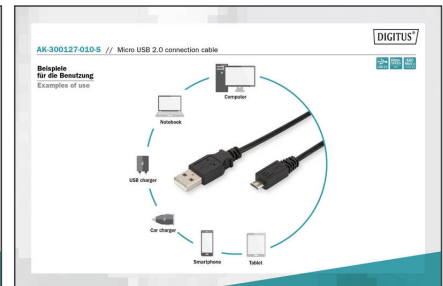 DIGITUS®
AK-300127-010-S // Micro USB 2.0 connection cable
Beispiele
für die Benutzung
Examples of use
Computer
Notebook
USB charger
Car charger
Smartphone
Tablet